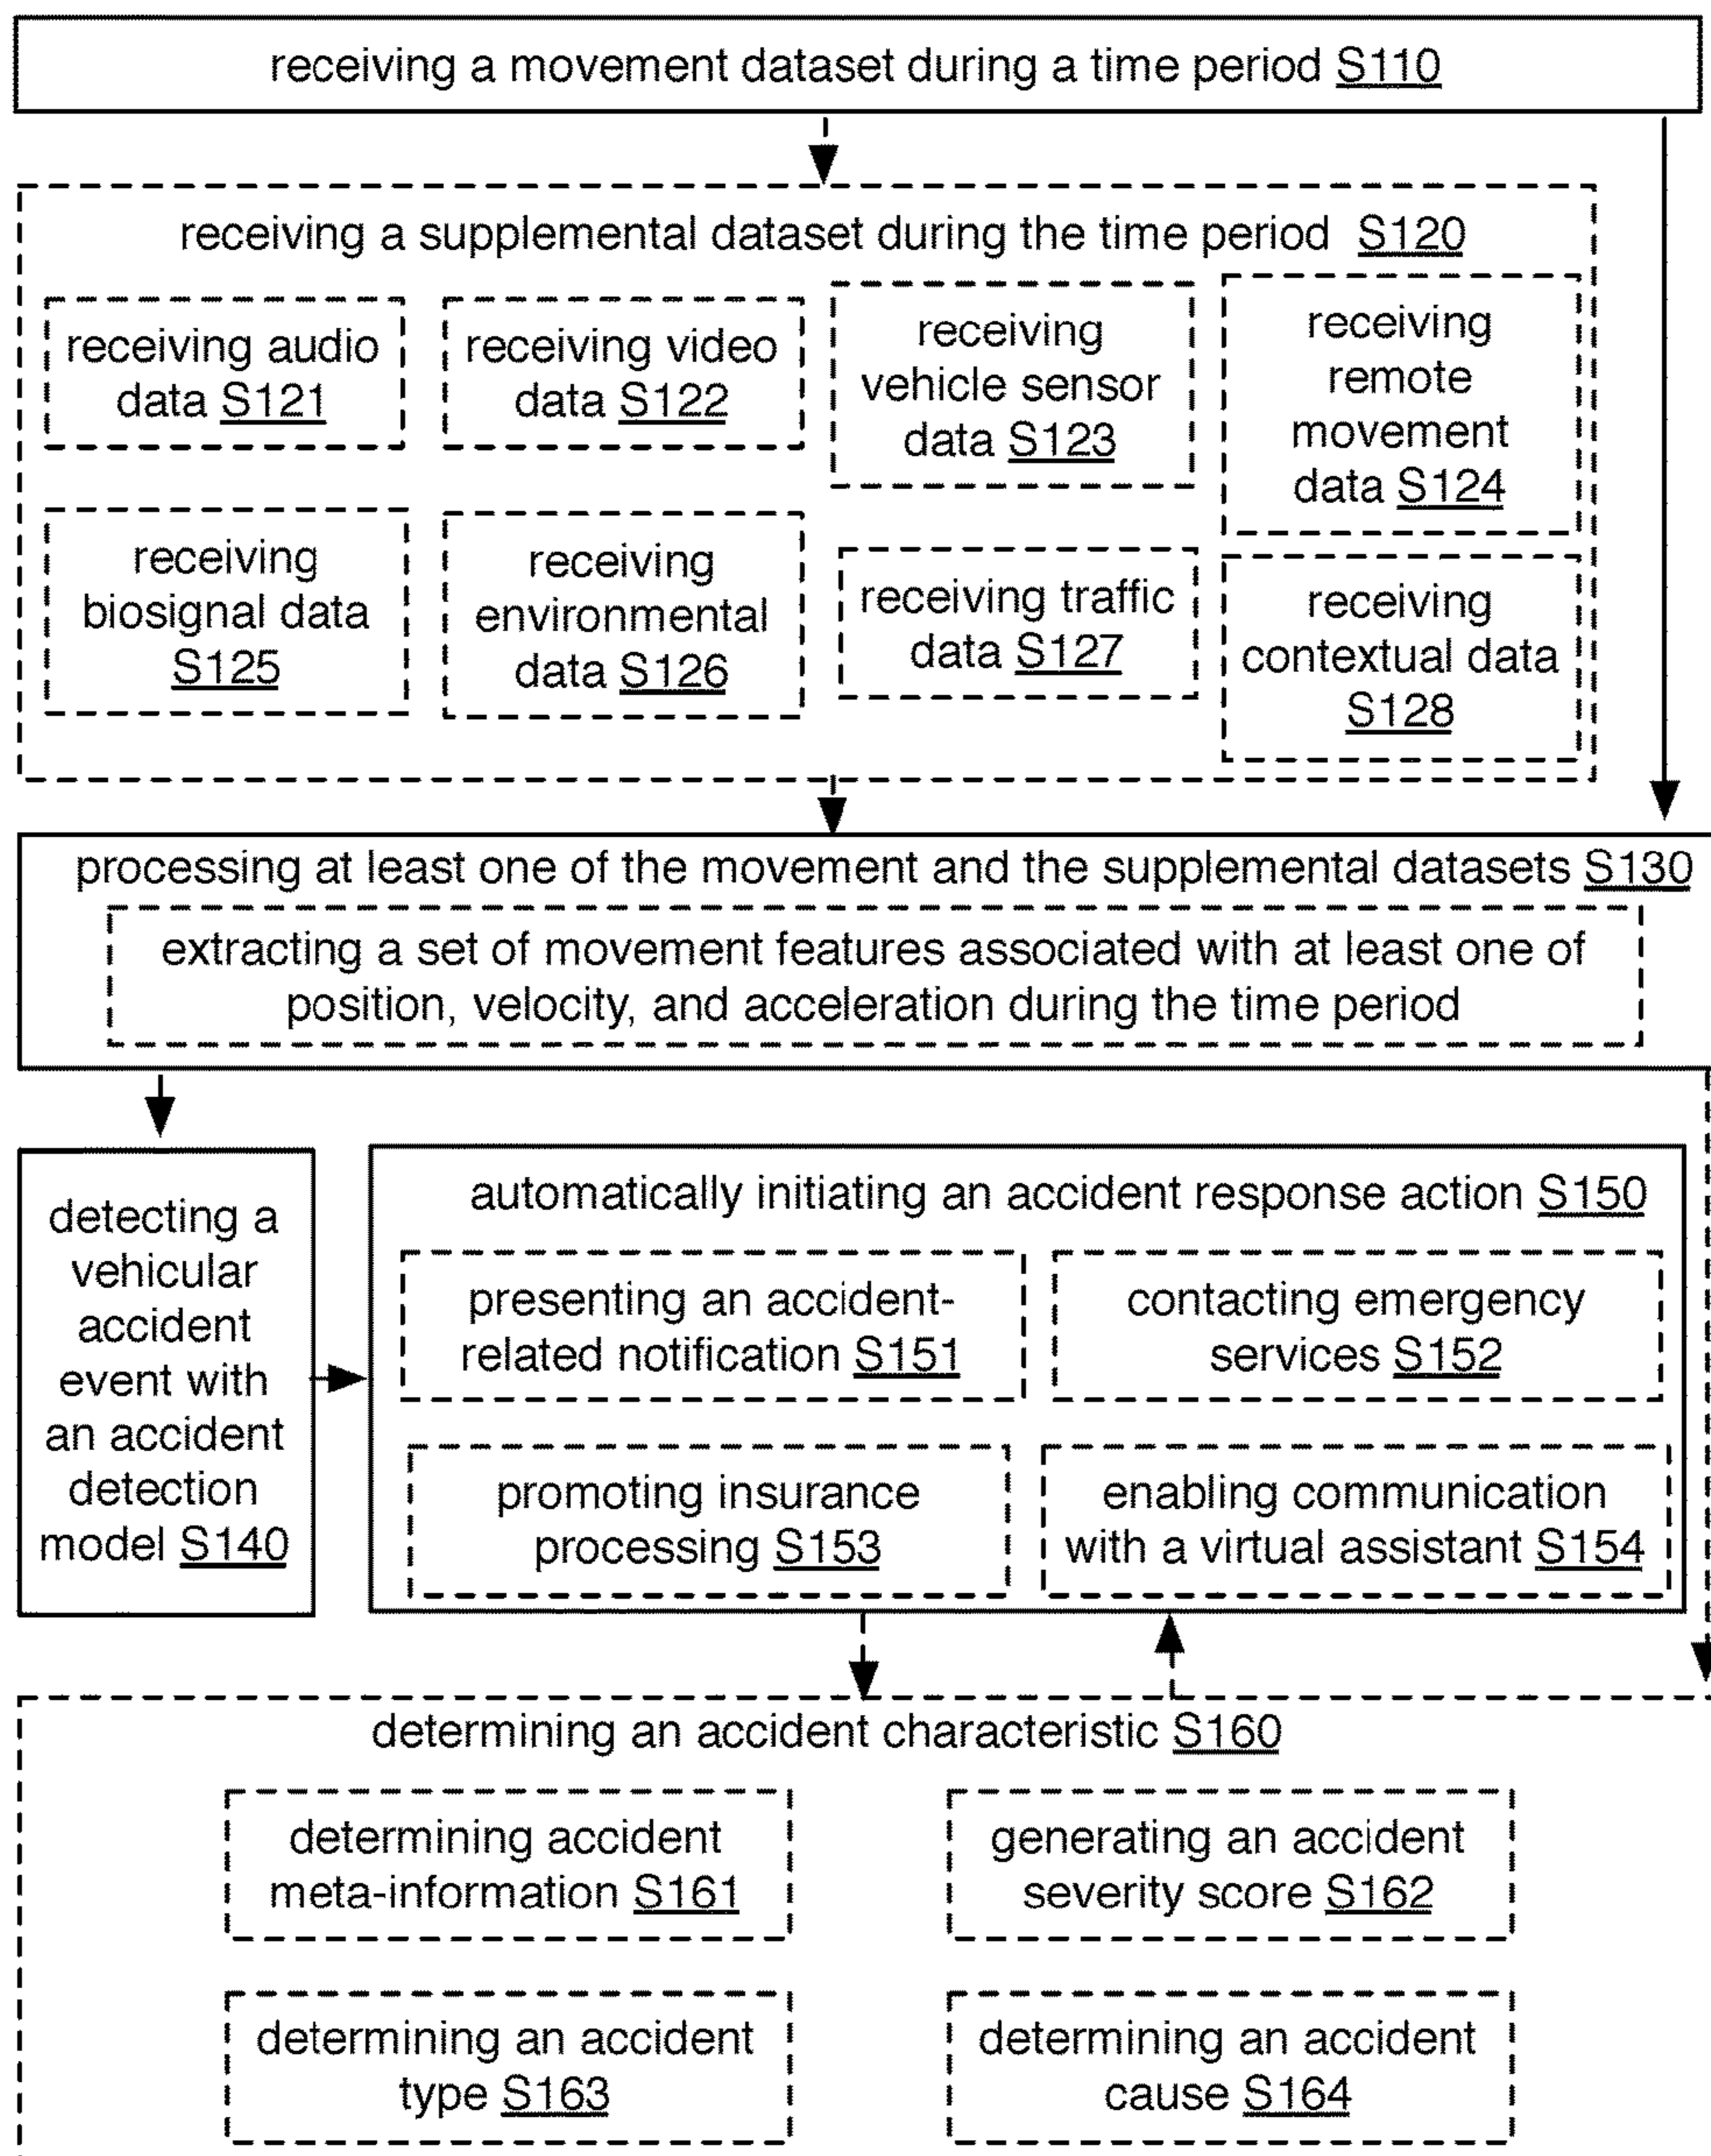 receiving a movement dataset during a time period S110
receiving a supplemental dataset during the time period S120
receiving audio
data S121
receiving video
data S122
receiving
vehicle sensor
data S123
receiving
remote
movement
data S124
receiving
biosignal data
S125
receiving
environmental
data S126
receiving traffic
data S127
receiving
contextual data
S128
processing at least one of the movement and the supplemental datasets S130
extracting a set of movement features associated with at least one of
position, velocity, and acceleration during the time period
detecting a
vehicular
accident
event with
an accident
detection
model S140
automatically initiating an accident response action S150
presenting an accident-
related notification S151
contacting emergency
services S152
promoting insurance
processing S153
enabling communication
with a virtual assistant S154
determining an accident characteristic S160
determining accident
meta-information S161
generating an accident
severity score S162
determining an accident
type S163
determining an accident
cause S164